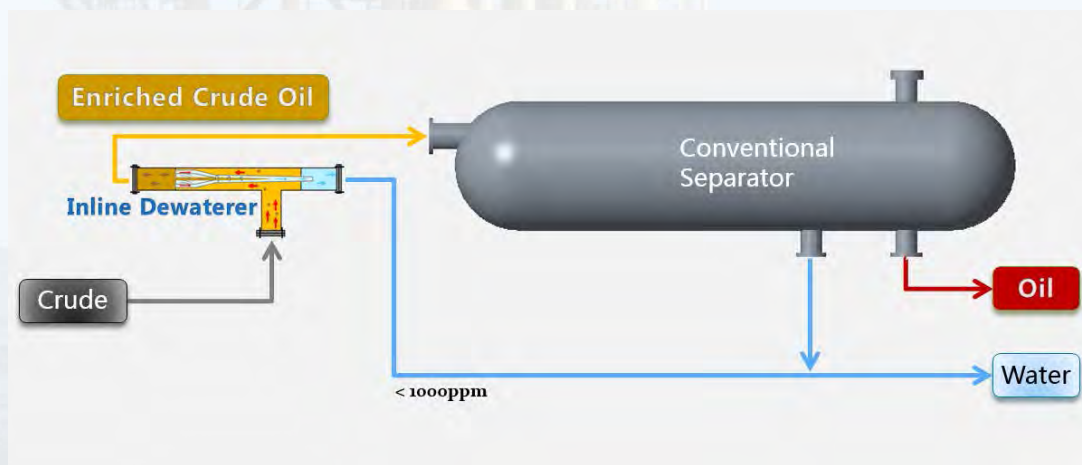 Enriched Crude Oil
Conventional
Separator
Inline Dewaterer
Crude
Oil
Water
< 1000ppm